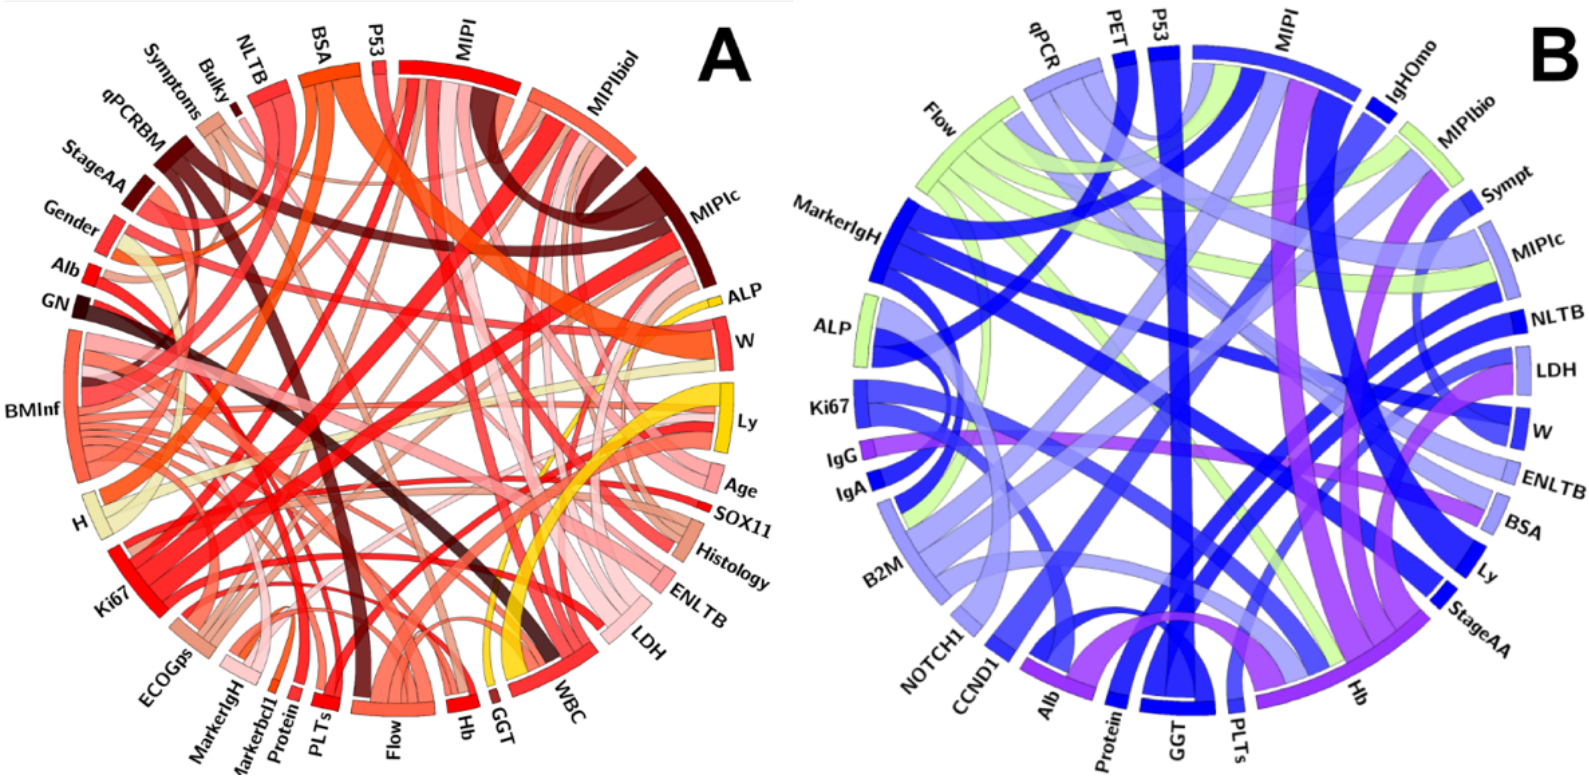 A
P53
MIPI
MIPIbiol
MIPIc
ALP
W
Ly
Age
SOX11
Histology
ENLTB
LDH
WBC
GGT
Hb
Flow
PLTs
Protein
Markerbcl1
MarkerIgH
ECOGps
Ki67
H
BMInf
GN
Alb
Gender
StageAA
qPCRBM
Symptoms
Bulky
NLTB
BSA
B
P53
MIPI
IgHOmo
MIPIbio
Sympt
MIPIc
NLTB
LDH
W
ENLTB
BSA
Ly
StageAA
Hb
PLTs
GGT
Protein
Alb
CCND1
NOTCH1
B2M
IgA
IgG
Ki67
ALP
MarkerIgH
Flow
qPCR
PET